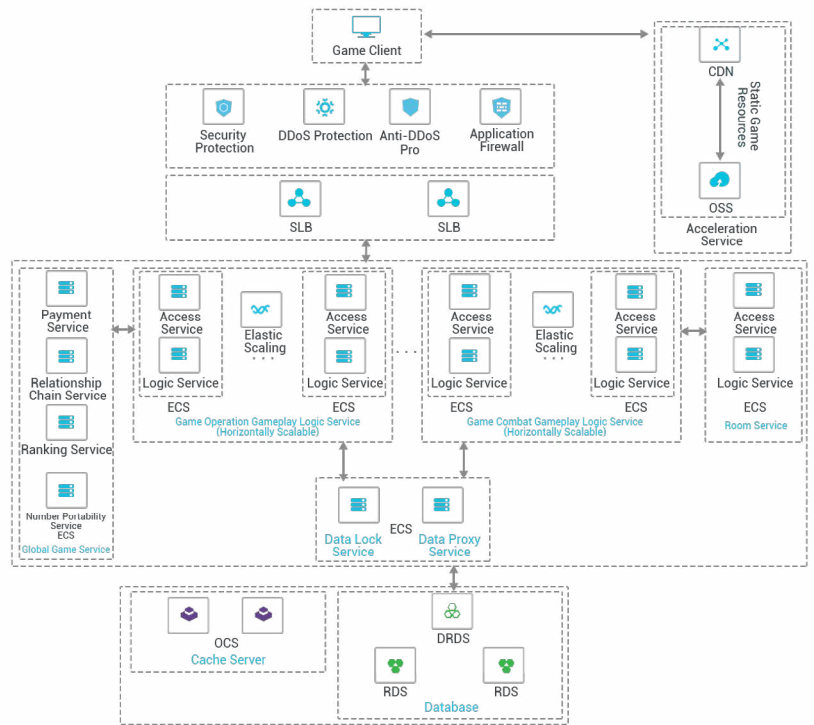 Game Client
CDN
Static Game
Resources
OSS
Acceleration
Service
Security
Protection
DDoS Protection
Anti-DDoS
Pro
Application
Firewall
SLB
SLB
Payment
Service
Relationship
Chain Service
Ranking Service
Number Portability
Service
ECS
Global Game Service
Access
Service
Logic Service
ECS
Elastic
Scaling
...
Access
Service
Logic Service
ECS
Game Operation Gameplay Logic Service
(Horizontally Scalable)
....
Access
Service
Logic Service
ECS
Elastic
Scaling
...
Access
Service
Logic Service
ECS
Game Combat Gameplay Logic Service
(Horizontally Scalable)
Access
Service
Logic Service
ECS
Room Service
ECS
Data Lock
Service
Data Proxy
Service
OCS
Cache Server
DRDS
RDS
RDS
Database